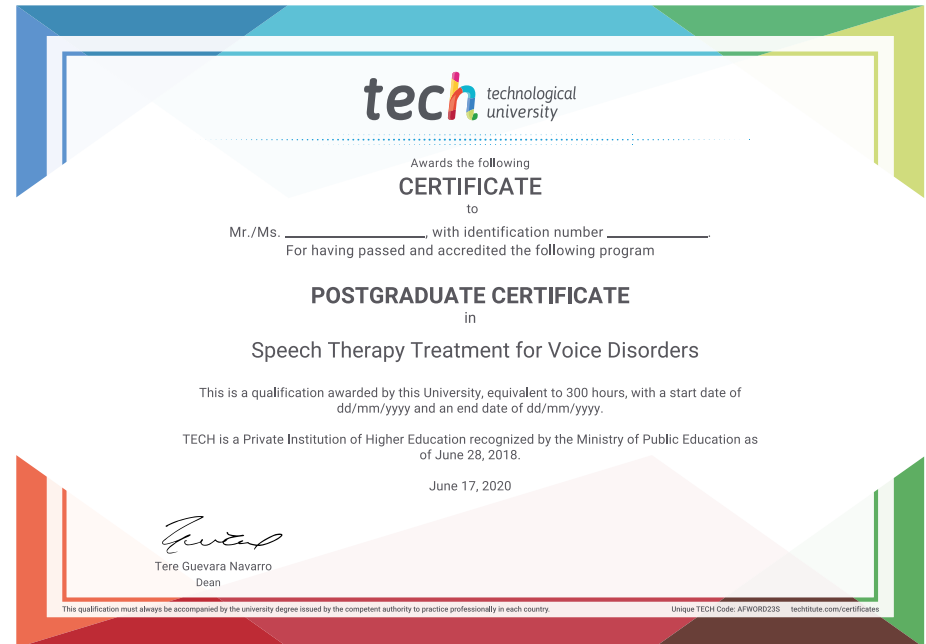 tech technological
university
Awards the following
CERTIFICATE
to
Mr./Ms. ____________________, with identification number ______________.
For having passed and accredited the following program
POSTGRADUATE CERTIFICATE
in
Speech Therapy Treatment for Voice Disorders
This is a qualification awarded by this University, equivalent to 300 hours, with a start date of
dd/mm/yyyy and an end date of dd/mm/yyyy.
TECH is a Private Institution of Higher Education recognized by the Ministry of Public Education as
of June 28, 2018.
June 17, 2020
Tere Guevara Navarro
Dean
This qualification must always be accompanied by the university degree issued by the competent authority to practice professionally in each country. Unique TECH Code: AFWORD23S techtitute.com/certificates